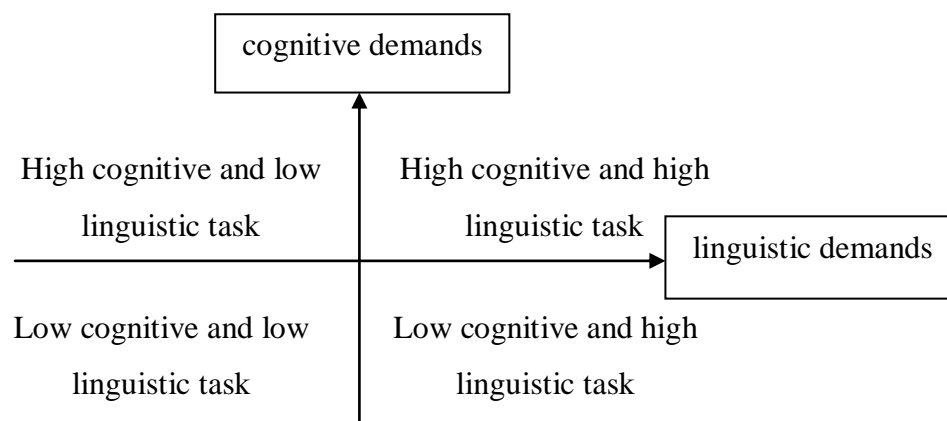 cognitive demands
High cognitive and low
linguistic task
High cognitive and high
linguistic task
linguistic demands
Low cognitive and low
linguistic task
Low cognitive and high
linguistic task